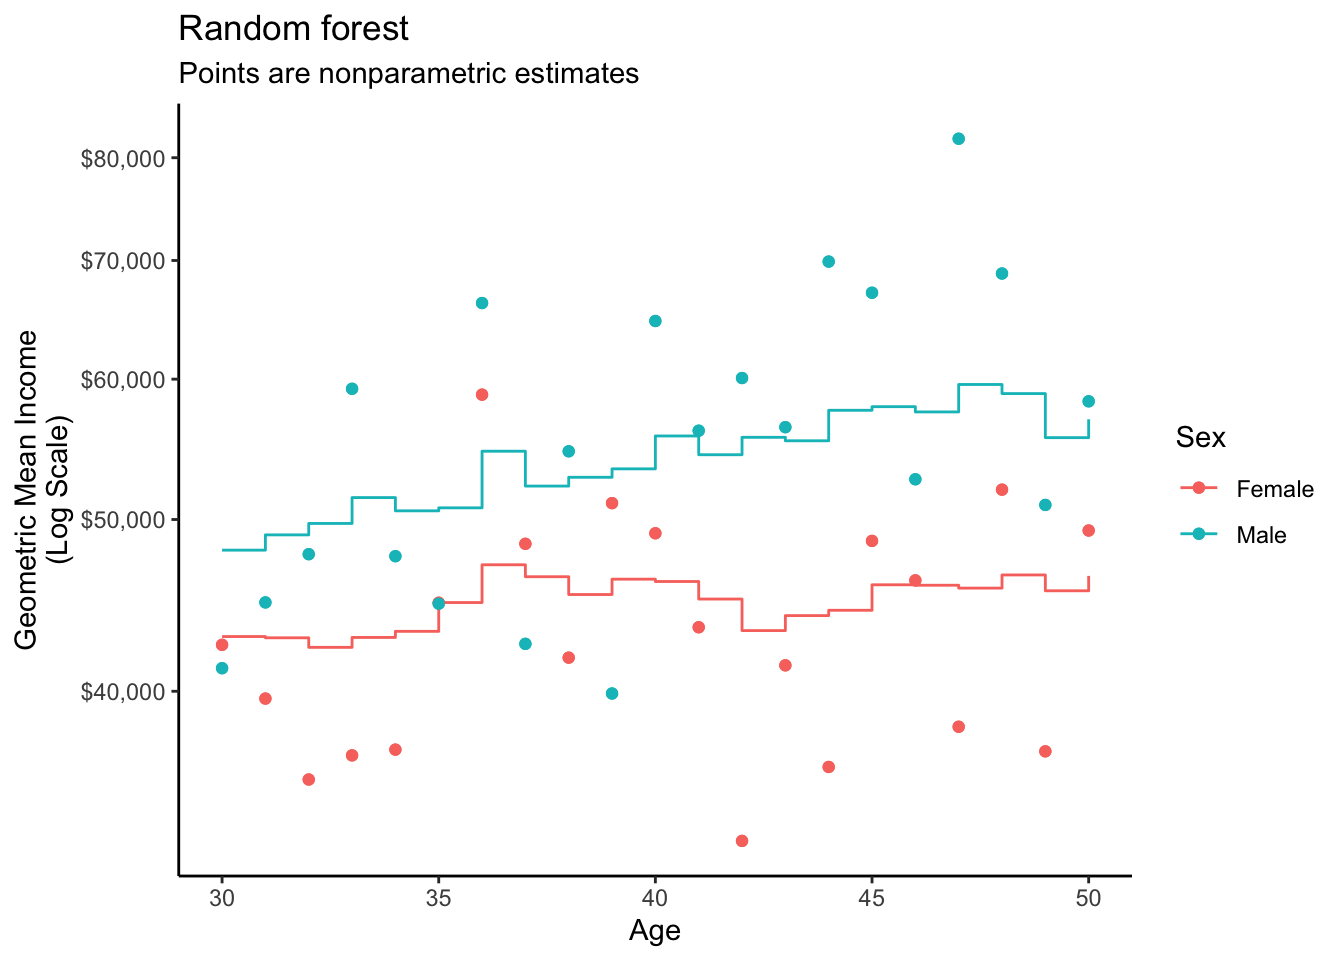 Random forest
Points are nonparametric estimates
Geometric Mean Income
(Log Scale)
$80,000
$70,000
$60,000
$50,000
$40,000
30
35
40
45
50
Age
Sex
Female
Male